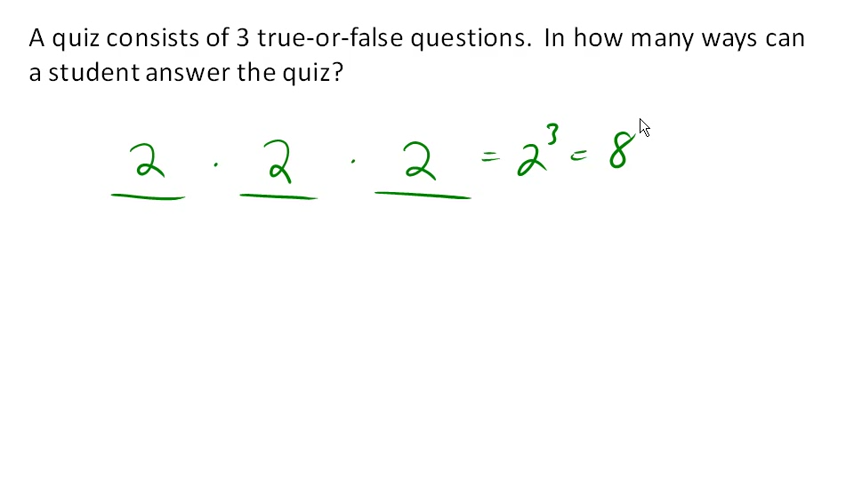 A quiz consists of 3 true-or-false questions. In how many ways can
a student answer the quiz?
2 · 2 · 2 = 2³ = 8